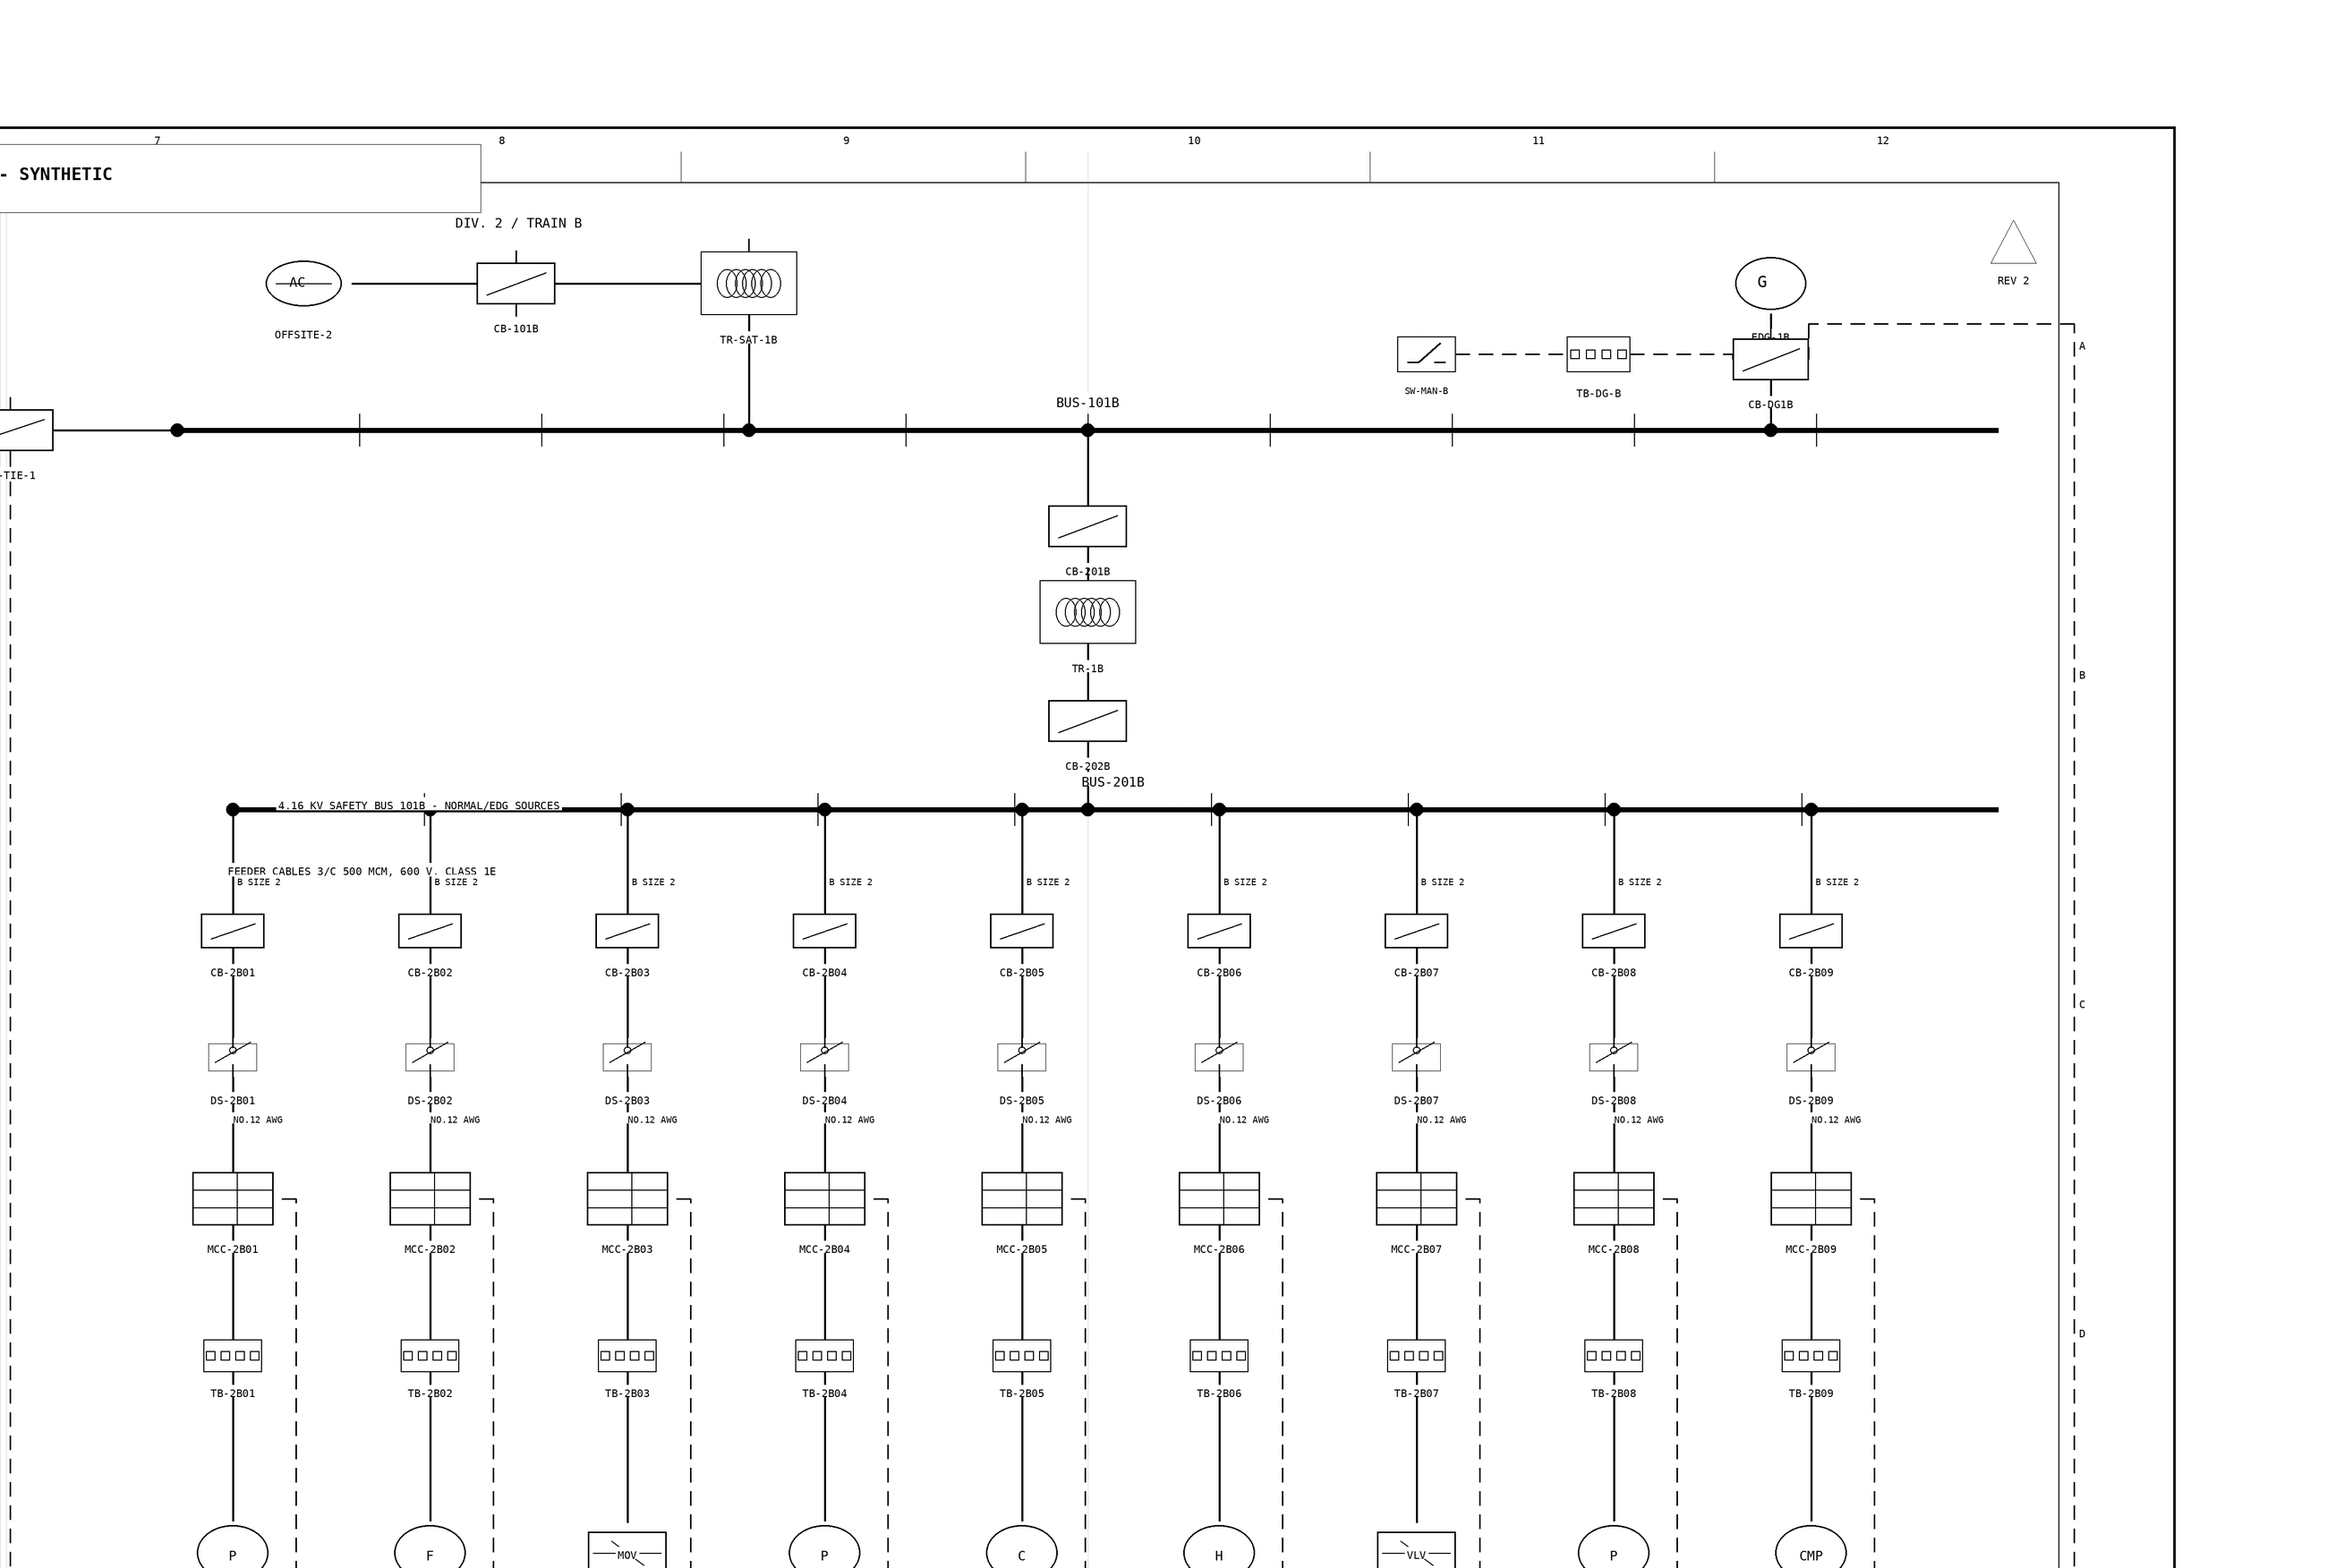 7 8 9 10 11 12
- SYNTHETIC
DIV. 2 / TRAIN B
AC
G
REV 2
OFFSITE-2
CB-101B
TR-SAT-1B
EDG-1B
A
SW-MAN-B
TB-DG-B
CB-DG1B
BUS-101B
-TIE-1
CB-201B
TR-1B
B
CB-202B
BUS-201B
4.16 KV SAFETY BUS 101B - NORMAL/EDG SOURCES
FEEDER CABLES 3/C 500 MCM, 600 V. CLASS 1E
B SIZE 2 B SIZE 2 B SIZE 2 B SIZE 2 B SIZE 2 B SIZE 2 B SIZE 2 B SIZE 2 B SIZE 2
CB-2B01 CB-2B02 CB-2B03 CB-2B04 CB-2B05 CB-2B06 CB-2B07 CB-2B08 CB-2B09
C
DS-2B01 DS-2B02 DS-2B03 DS-2B04 DS-2B05 DS-2B06 DS-2B07 DS-2B08 DS-2B09
NO.12 AWG NO.12 AWG NO.12 AWG NO.12 AWG NO.12 AWG NO.12 AWG NO.12 AWG NO.12 AWG NO.12 AWG
MCC-2B01 MCC-2B02 MCC-2B03 MCC-2B04 MCC-2B05 MCC-2B06 MCC-2B07 MCC-2B08 MCC-2B09
D
TB-2B01 TB-2B02 TB-2B03 TB-2B04 TB-2B05 TB-2B06 TB-2B07 TB-2B08 TB-2B09
P F MOV P C H VLV P CMP